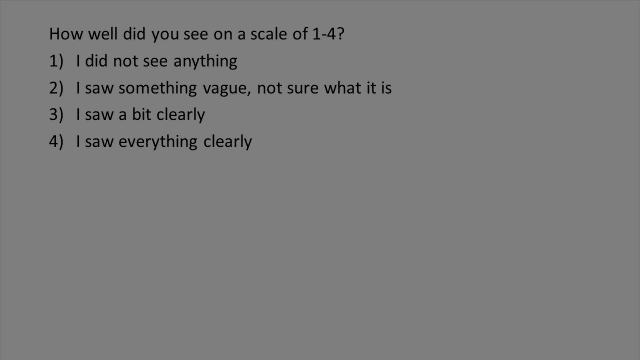 How well did you see on a scale of 1-4?
1) I did not see anything
2) I saw something vague, not sure what it is
3) I saw a bit clearly
4) I saw everything clearly